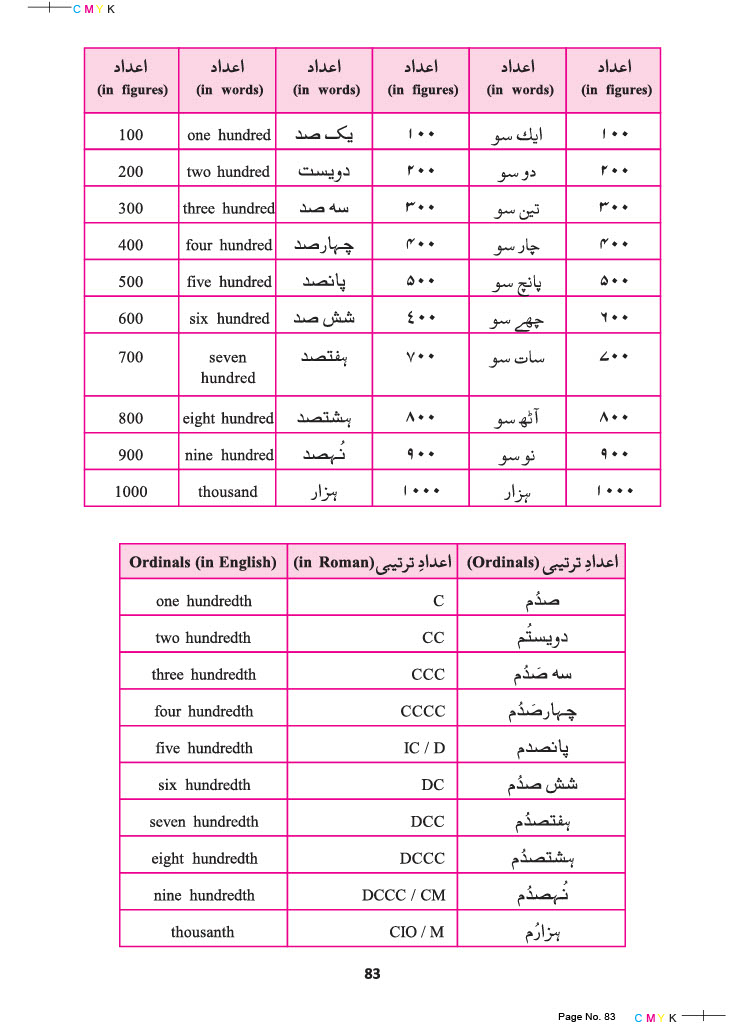 C M Y K
اعداد اعداد اعداد اعداد اعداد اعداد
(in figures) (in words) (in words) (in figures) (in words) (in figures)
100 one hundred یک صد ۱۰۰ ایك سو ۱۰۰
200 two hundred دویست ۲۰۰ دو سو ۲۰۰
300 three hundred سه صد ۳۰۰ تین سو ۳۰۰
400 four hundred چہارصد ۴۰۰ چار سو ۴۰۰
500 five hundred پانصد ۵۰۰ پانچ سو ۵۰۰
600 six hundred شش صد ٤۰۰ چھے سو ۶۰۰
700 seven ہفتصد ۷۰۰ سات سو ۷۰۰
hundred
800 eight hundred ہشتصد ۸۰۰ آٹھ سو ۸۰۰
900 nine hundred نُہصد ۹۰۰ نو سو ۹۰۰
1000 thousand ہزار ۱۰۰۰ ہزار ۱۰۰۰
Ordinals (in English) (in Roman) اعدادِ ترتیبی (Ordinals) اعدادِ ترتیبی
one hundredth C صدُم
two hundredth CC دویستُم
three hundredth CCC سه صَدُم
four hundredth CCCC چہارصَدُم
five hundredth IC / D پانصدم
six hundredth DC شش صدُم
seven hundredth DCC ہفتصدُم
eight hundredth DCCC ہشتصدُم
nine hundredth DCCC / CM نُہصدُم
thousanth CIO / M ہزارُم
83
Page No. 83 C M Y K